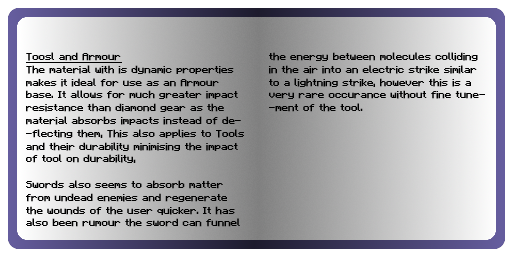 Toosl and Armour
The material with is dynamic properties
makes it ideal for use as an Armour
base. It allows for much greater impact
resistance than diamond gear as the
material absorbs impacts instead of de-
-flecting them, This also applies to Tools
and their durability minimising the impact
of tool on durability,
Swords also seems to absorb matter
from undead enemies and regenerate
the wounds of the user quicker. It has
also been rumour the sword can funnel
the energy between molecules colliding
in the air into an electric strike similar
to a lightning strike, however this is a
very rare occurance without fine tune-
-ment of the tool.